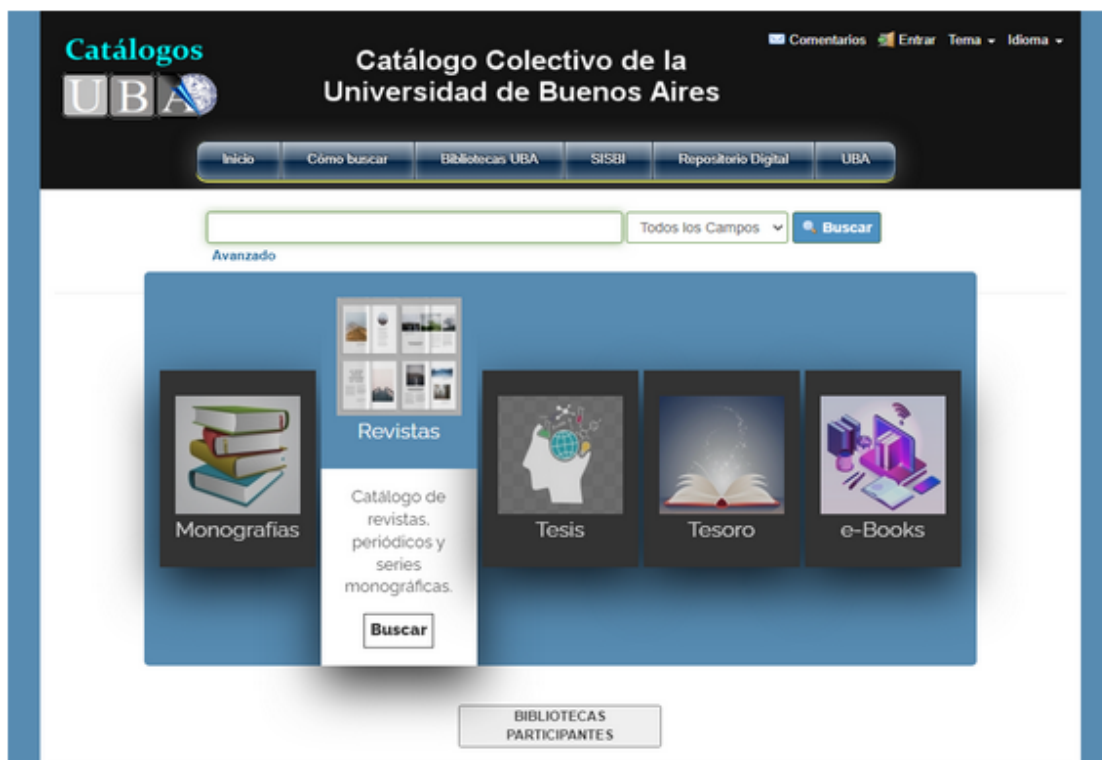 Catálogos
UBA
Catálogo Colectivo de la
Universidad de Buenos Aires
Comentarios Entrar Tema Idioma
Inicio Cómo buscar Bibliotecas UBA SISBI Repositorio Digital UBA
Todos los Campos Buscar
Avanzado
Monografías
Revistas
Catálogo de
revistas,
periódicos y
series
monográficas.
Buscar
Tesis
Tesoro
e-Books
BIBLIOTECAS
PARTICIPANTES